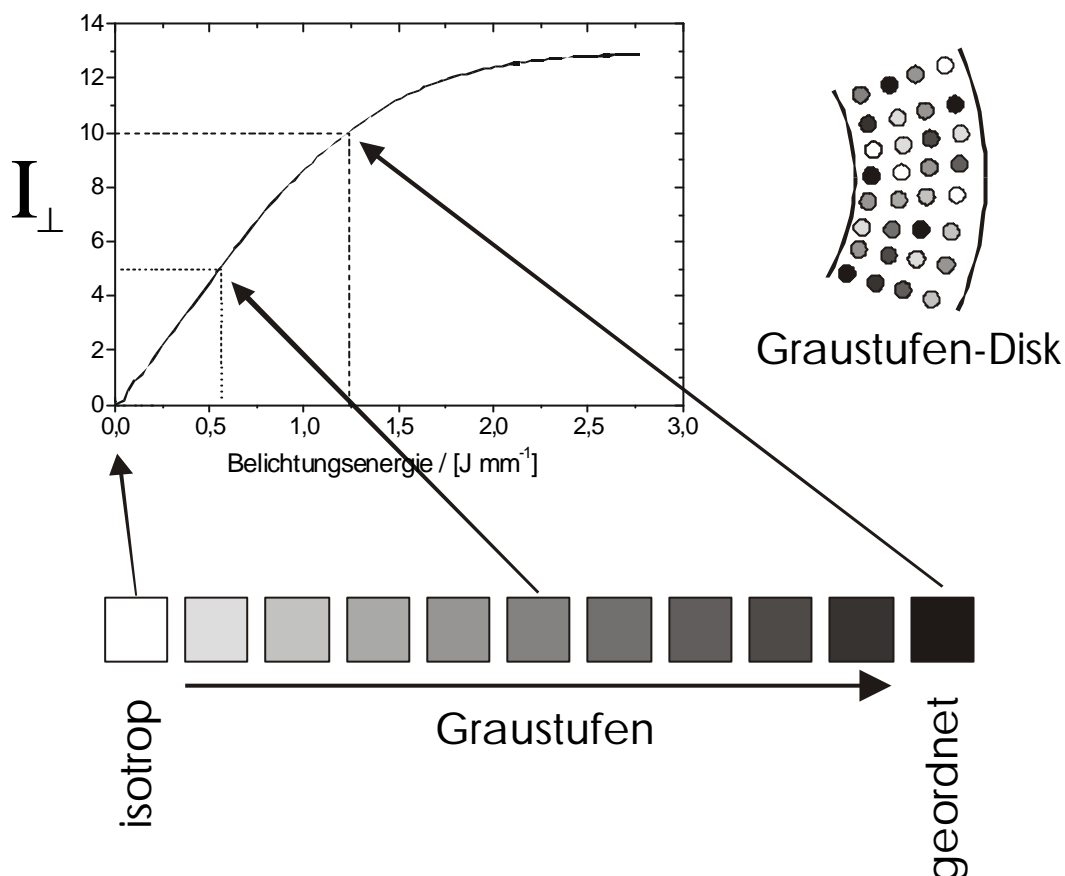 14
12
10
8
6
4
2
0
I⊥
0,0 0,5 1,0 1,5 2,0 2,5 3,0
Belichtungsenergie / [J mm⁻¹]
Graustufen-Disk
isotrop
Graustufen
geordnet